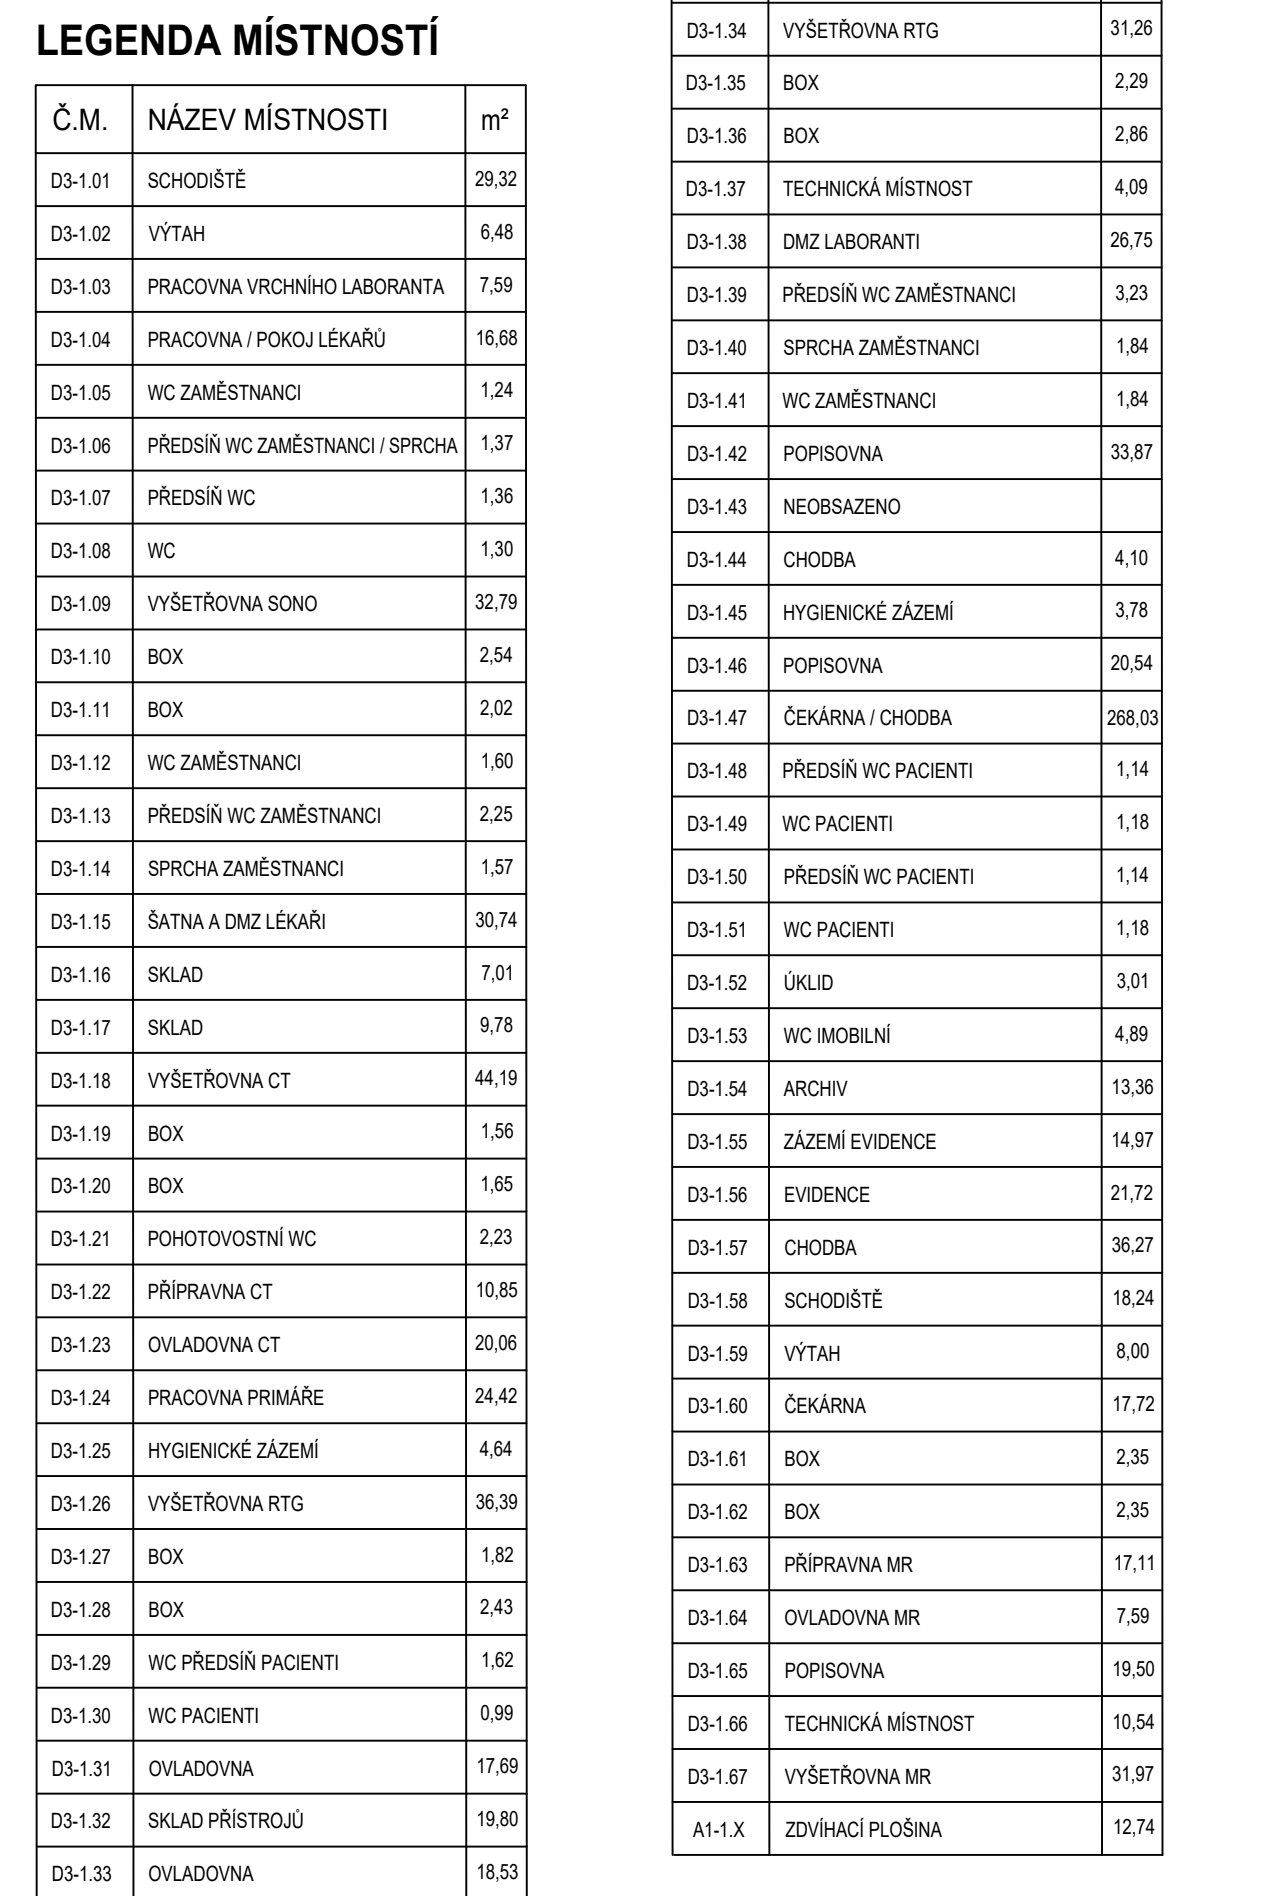 LEGENDA MÍSTNOSTÍ
Č.M. NÁZEV MÍSTNOSTI m²
D3-1.01 SCHODIŠTĚ 29,32
D3-1.02 VÝTAH 6,48
D3-1.03 PRACOVNA VRCHNÍHO LABORANTA 7,59
D3-1.04 PRACOVNA / POKOJ LÉKAŘŮ 16,68
D3-1.05 WC ZAMĚSTNANCI 1,24
D3-1.06 PŘEDSÍŇ WC ZAMĚSTNANCI / SPRCHA 1,37
D3-1.07 PŘEDSÍŇ WC 1,36
D3-1.08 WC 1,30
D3-1.09 VYŠETŘOVNA SONO 32,79
D3-1.10 BOX 2,54
D3-1.11 BOX 2,02
D3-1.12 WC ZAMĚSTNANCI 1,60
D3-1.13 PŘEDSÍŇ WC ZAMĚSTNANCI 2,25
D3-1.14 SPRCHA ZAMĚSTNANCI 1,57
D3-1.15 ŠATNA A DMZ LÉKAŘI 30,74
D3-1.16 SKLAD 7,01
D3-1.17 SKLAD 9,78
D3-1.18 VYŠETŘOVNA CT 44,19
D3-1.19 BOX 1,56
D3-1.20 BOX 1,65
D3-1.21 POHOTOVOSTNÍ WC 2,23
D3-1.22 PŘÍPRAVNA CT 10,85
D3-1.23 OVLADOVNA CT 20,06
D3-1.24 PRACOVNA PRIMÁŘE 24,42
D3-1.25 HYGIENICKÉ ZÁZEMÍ 4,64
D3-1.26 VYŠETŘOVNA RTG 36,39
D3-1.27 BOX 1,82
D3-1.28 BOX 2,43
D3-1.29 WC PŘEDSÍŇ PACIENTI 1,62
D3-1.30 WC PACIENTI 0,99
D3-1.31 OVLADOVNA 17,69
D3-1.32 SKLAD PŘÍSTROJŮ 19,80
D3-1.33 OVLADOVNA 18,53
D3-1.34 VYŠETŘOVNA RTG 31,26
D3-1.35 BOX 2,29
D3-1.36 BOX 2,86
D3-1.37 TECHNICKÁ MÍSTNOST 4,09
D3-1.38 DMZ LABORANTI 26,75
D3-1.39 PŘEDSÍŇ WC ZAMĚSTNANCI 3,23
D3-1.40 SPRCHA ZAMĚSTNANCI 1,84
D3-1.41 WC ZAMĚSTNANCI 1,84
D3-1.42 POPISOVNA 33,87
D3-1.43 NEOBSAZENO
D3-1.44 CHODBA 4,10
D3-1.45 HYGIENICKÉ ZÁZEMÍ 3,78
D3-1.46 POPISOVNA 20,54
D3-1.47 ČEKÁRNA / CHODBA 268,03
D3-1.48 PŘEDSÍŇ WC PACIENTI 1,14
D3-1.49 WC PACIENTI 1,18
D3-1.50 PŘEDSÍŇ WC PACIENTI 1,14
D3-1.51 WC PACIENTI 1,18
D3-1.52 ÚKLID 3,01
D3-1.53 WC IMOBILNÍ 4,89
D3-1.54 ARCHIV 13,36
D3-1.55 ZÁZEMÍ EVIDENCE 14,97
D3-1.56 EVIDENCE 21,72
D3-1.57 CHODBA 36,27
D3-1.58 SCHODIŠTĚ 18,24
D3-1.59 VÝTAH 8,00
D3-1.60 ČEKÁRNA 17,72
D3-1.61 BOX 2,35
D3-1.62 BOX 2,35
D3-1.63 PŘÍPRAVNA MR 17,11
D3-1.64 OVLADOVNA MR 7,59
D3-1.65 POPISOVNA 19,50
D3-1.66 TECHNICKÁ MÍSTNOST 10,54
D3-1.67 VYŠETŘOVNA MR 31,97
A1-1.X ZDVÍHACÍ PLOŠINA 12,74